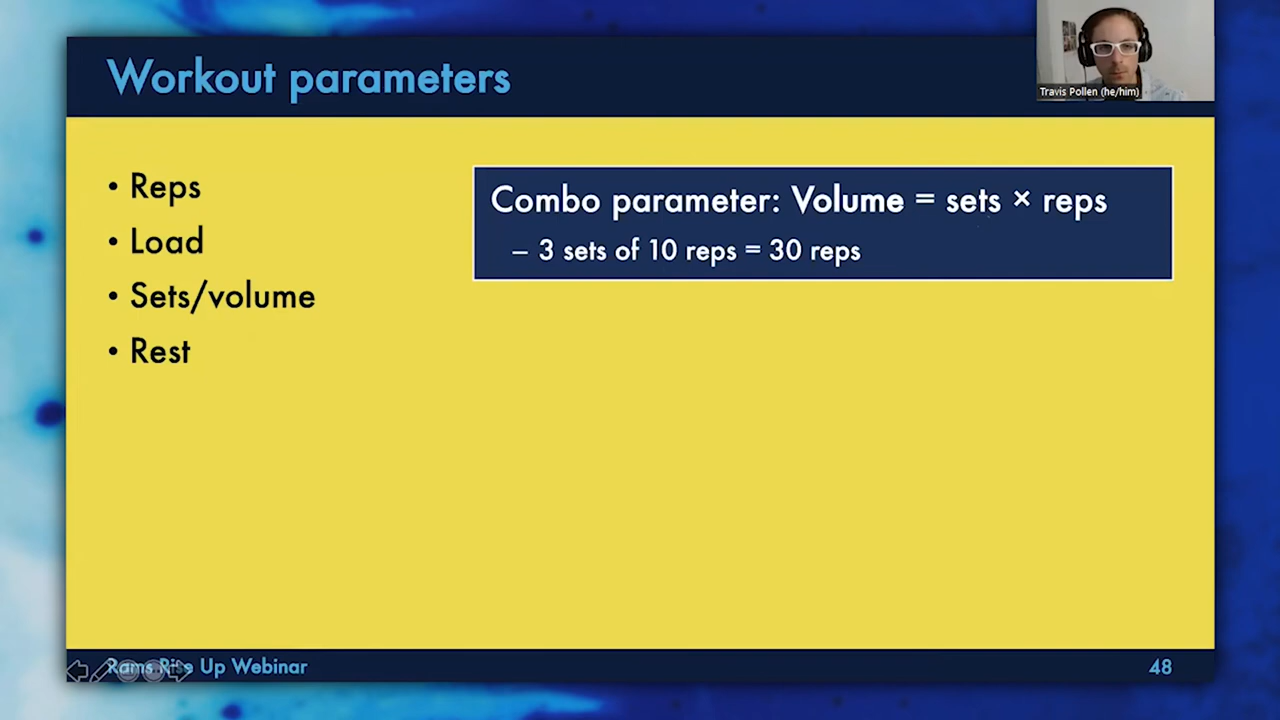 Workout parameters
Travis Pollen (he/him)
• Reps
• Load
• Sets/volume
• Rest
Combo parameter: Volume = sets × reps
– 3 sets of 10 reps = 30 reps
Rams Rise Up Webinar
48